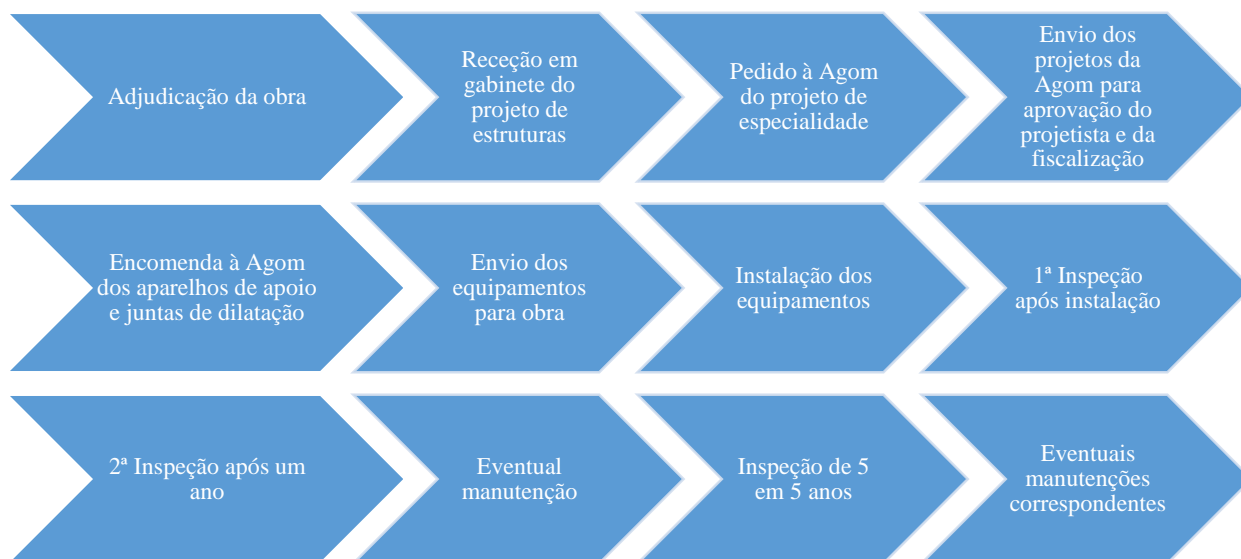 Adjudicação da obra
Receção em
gabinete do
projeto de
estruturas
Pedido à Agom
do projeto de
especialidade
Envio dos
projetos da
Agom para
aprovação do
projetista e da
fiscalização
Encomenda à Agom
dos aparelhos de apoio
e juntas de dilatação
Envio dos
equipamentos
para obra
Instalação dos
equipamentos
1ª Inspeção
após instalação
2ª Inspeção após um
ano
Eventual
manutenção
Inspeção de 5
em 5 anos
Eventuais
manutenções
correspondentes